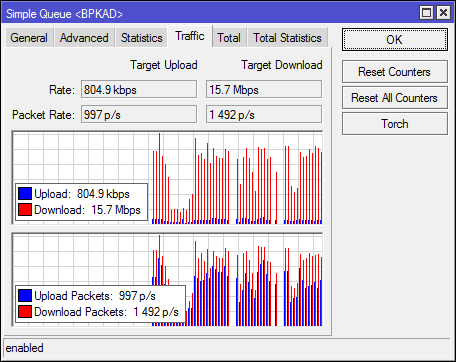 Simple Queue <BPKAD>
General Advanced Statistics Traffic Total Total Statistics
Target Upload Target Download
Rate: 804.9 kbps 15.7 Mbps
Packet Rate: 997 p/s 1 492 p/s
Upload: 804.9 kbps
Download: 15.7 Mbps
Upload Packets: 997 p/s
Download Packets: 1 492 p/s
OK
Reset Counters
Reset All Counters
Torch
enabled